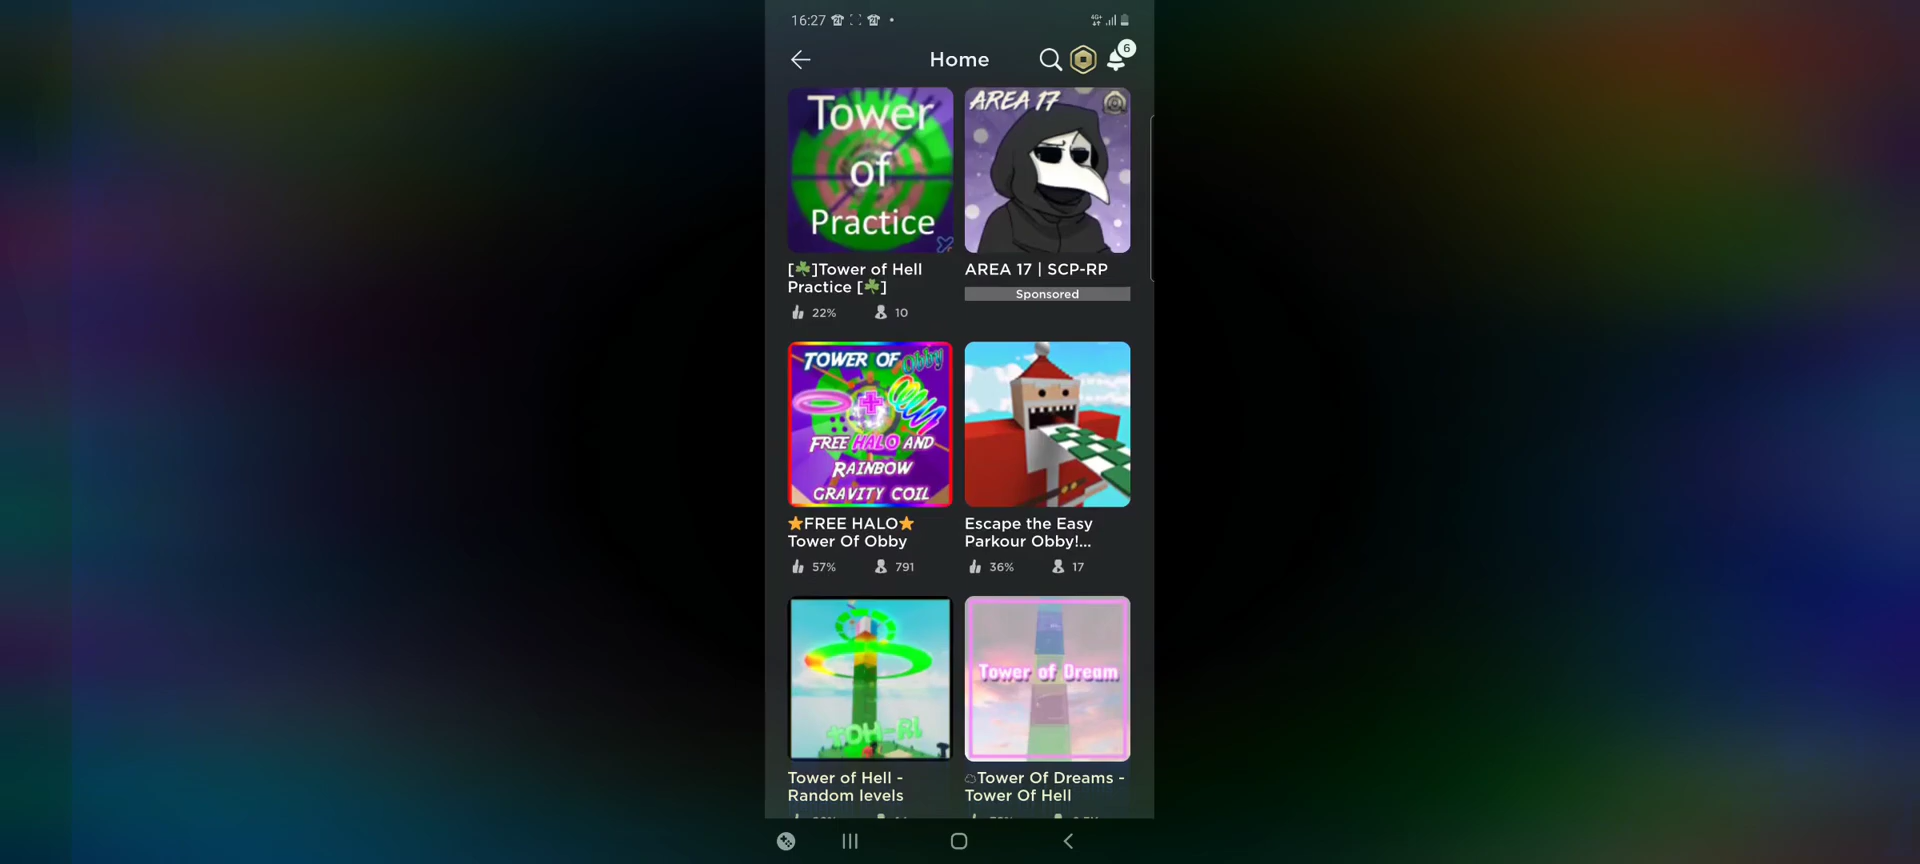 16:27
4G+
Home
6
Tower
of
Practice
AREA 17
[☘]Tower of Hell
Practice [☘]
22% 10
AREA 17 | SCP-RP
Sponsored
TOWER OF Obby
FREE HALO AND
RAINBOW
GRAVITY COIL
⭐FREE HALO⭐
Tower Of Obby
57% 791
Escape the Easy
Parkour Obby!...
36% 17
TOH-RL
Tower of Dream
Tower of Hell -
Random levels
Tower Of Dreams -
Tower Of Hell